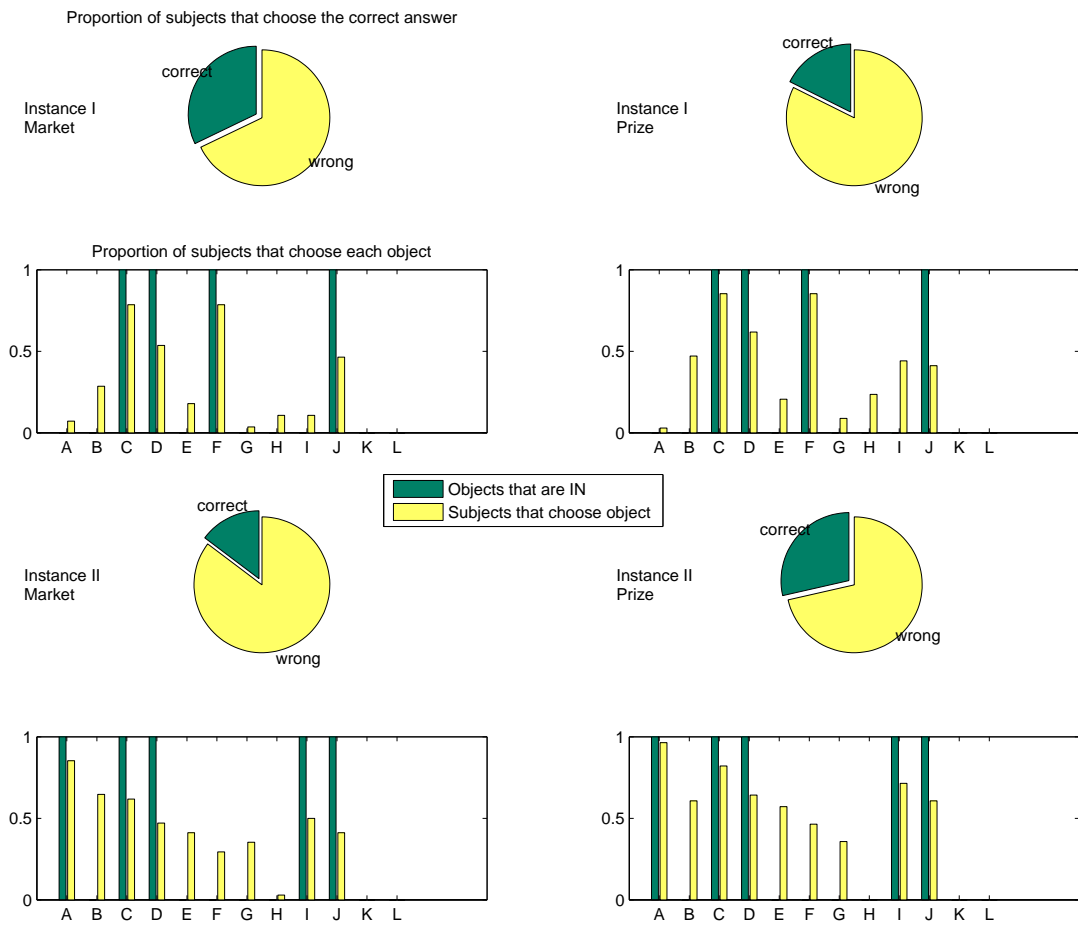 Proportion of subjects that choose the correct answer
correct
Instance I
Market
wrong
correct
Instance I
Prize
wrong
Proportion of subjects that choose each object
1
0.5
0
A B C D E F G H I J K L
1
0.5
0
A B C D E F G H I J K L
Objects that are IN
Subjects that choose object
correct
Instance II
Market
wrong
correct
Instance II
Prize
wrong
1
0.5
0
A B C D E F G H I J K L
1
0.5
0
A B C D E F G H I J K L